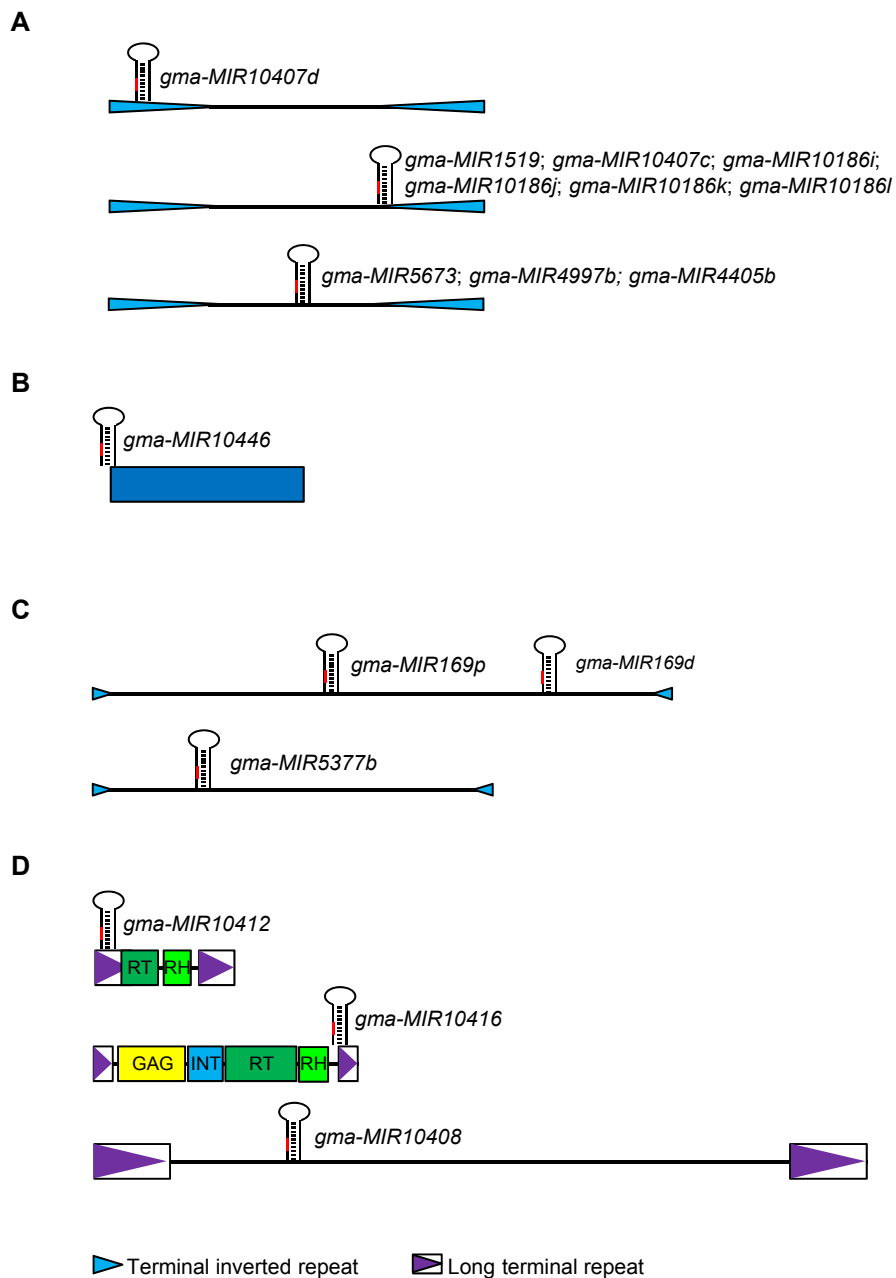 A
gma-MIR10407d
gma-MIR1519; gma-MIR10407c; gma-MIR10186i;
gma-MIR10186j; gma-MIR10186k; gma-MIR10186l
gma-MIR5673; gma-MIR4997b; gma-MIR4405b
B
gma-MIR10446
C
gma-MIR169p gma-MIR169d
gma-MIR5377b
D
gma-MIR10412
RT RH
gma-MIR10416
GAG INT RT RH
gma-MIR10408
Terminal inverted repeat Long terminal repeat